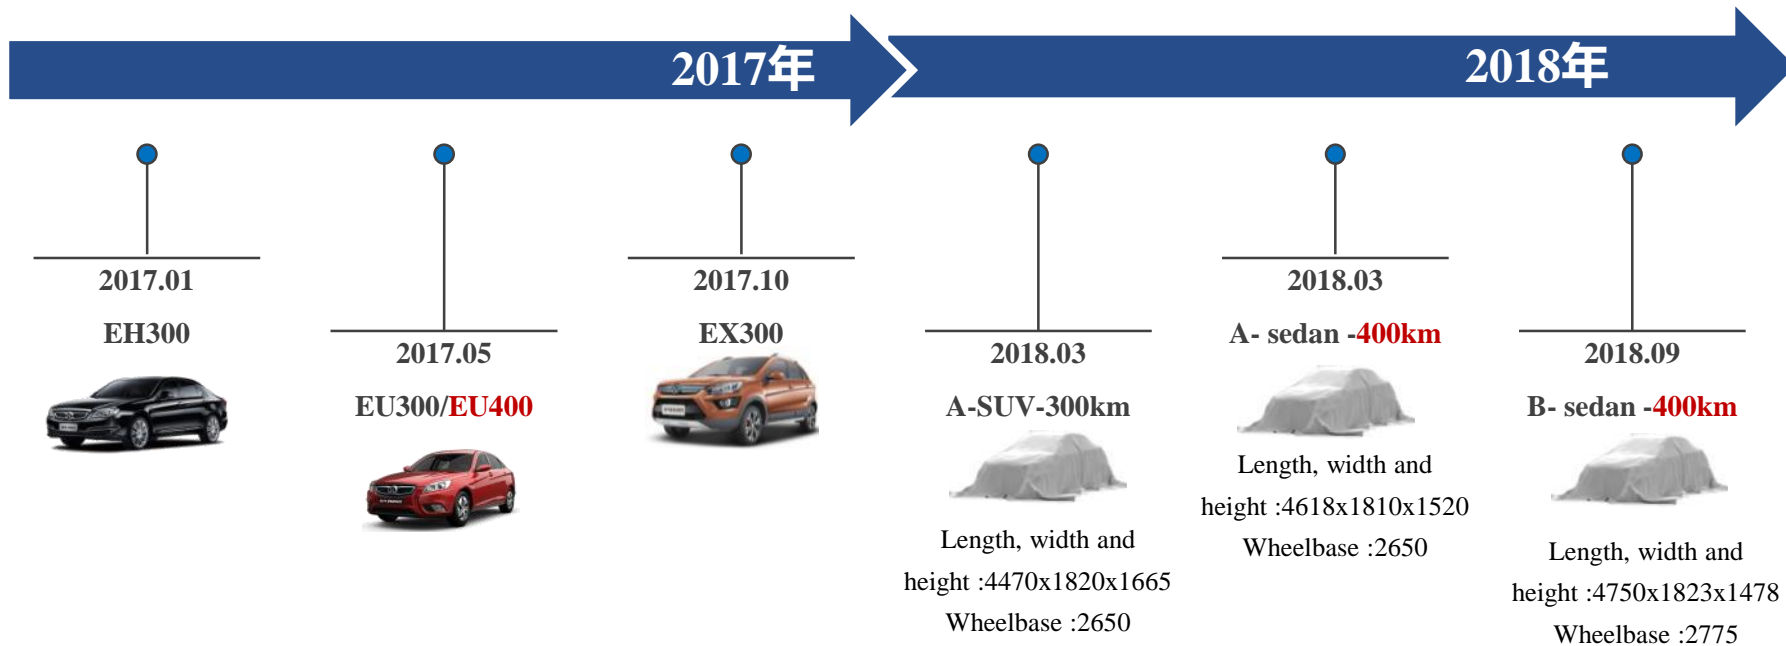 2017年
2018年
2017.01
EH300
2017.05
EU300/EU400
2017.10
EX300
2018.03
A-SUV-300km
Length, width and
height :4470x1820x1665
Wheelbase :2650
2018.03
A- sedan -400km
Length, width and
height :4618x1810x1520
Wheelbase :2650
2018.09
B- sedan -400km
Length, width and
height :4750x1823x1478
Wheelbase :2775